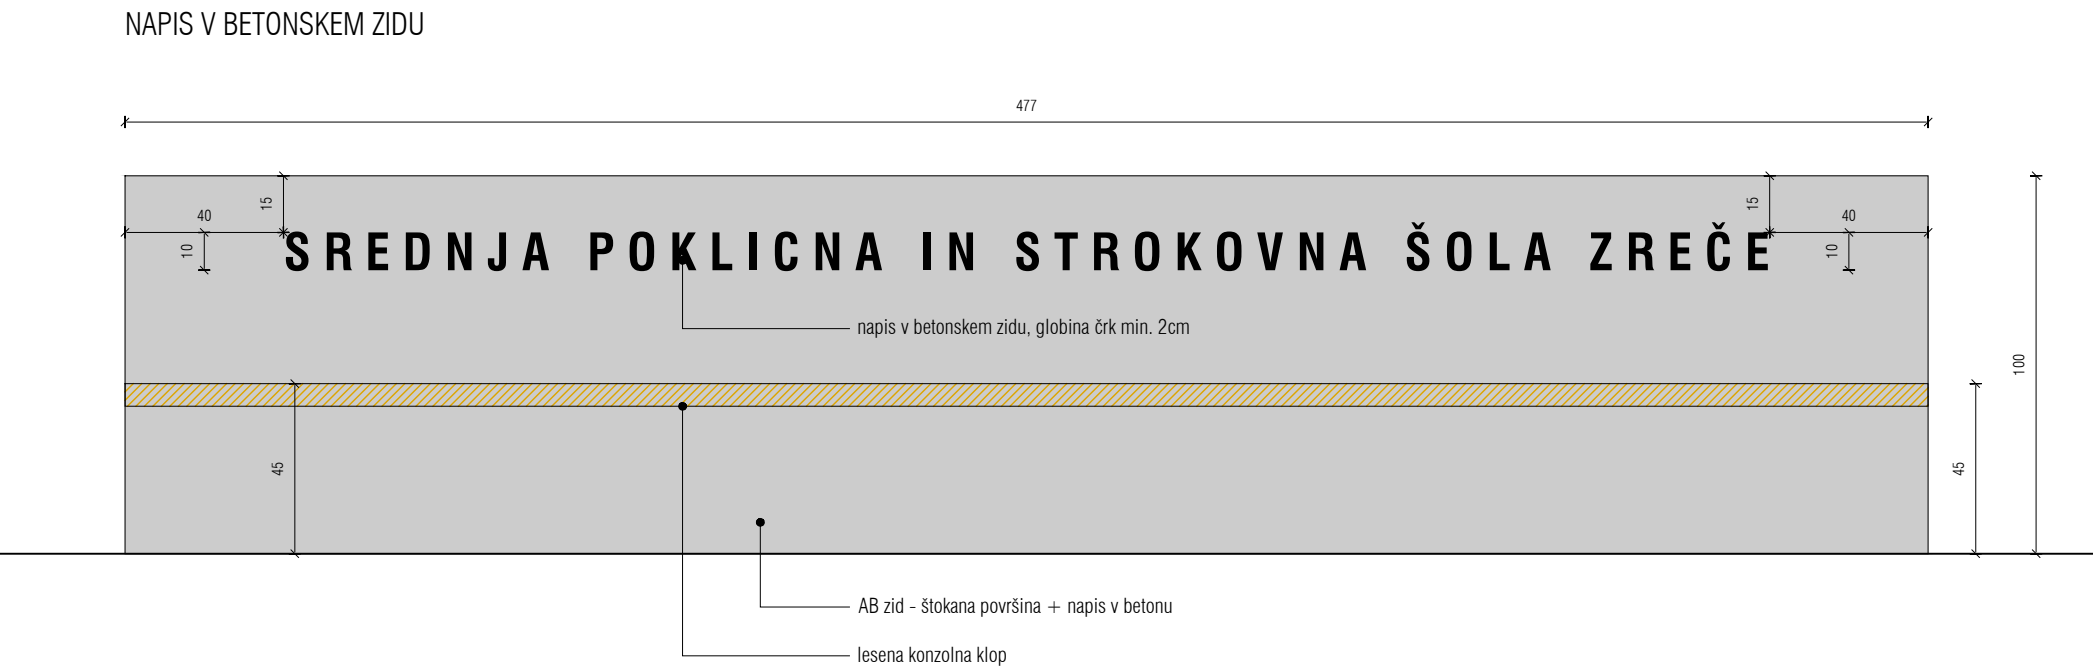 NAPIS V BETONSKEM ZIDU
477
15
15
40
40
10
10
SREDNJA POKLICNA IN STROKOVNA ŠOLA ZREČE
napis v betonskem zidu, globina črk min. 2cm
100
45
45
AB zid - štokana površina + napis v betonu
lesena konzolna klop